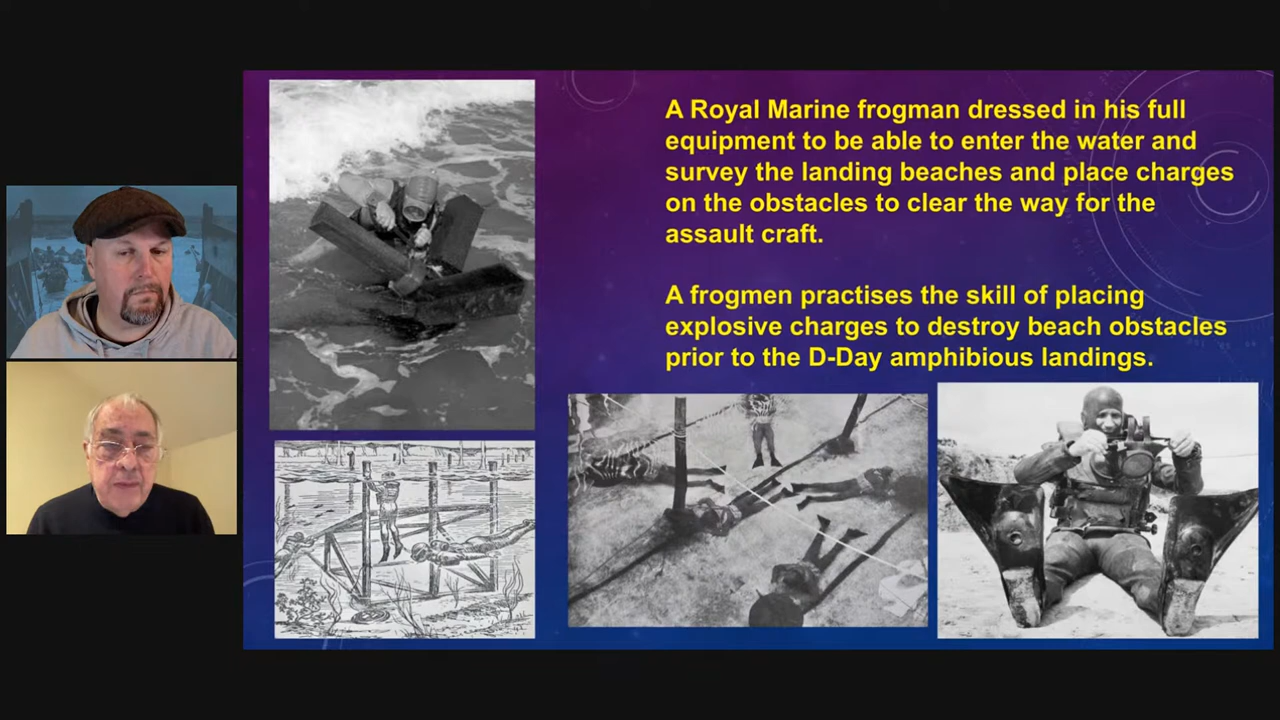 A Royal Marine frogman dressed in his full
equipment to be able to enter the water and
survey the landing beaches and place charges
on the obstacles to clear the way for the
assault craft.
A frogmen practises the skill of placing
explosive charges to destroy beach obstacles
prior to the D-Day amphibious landings.